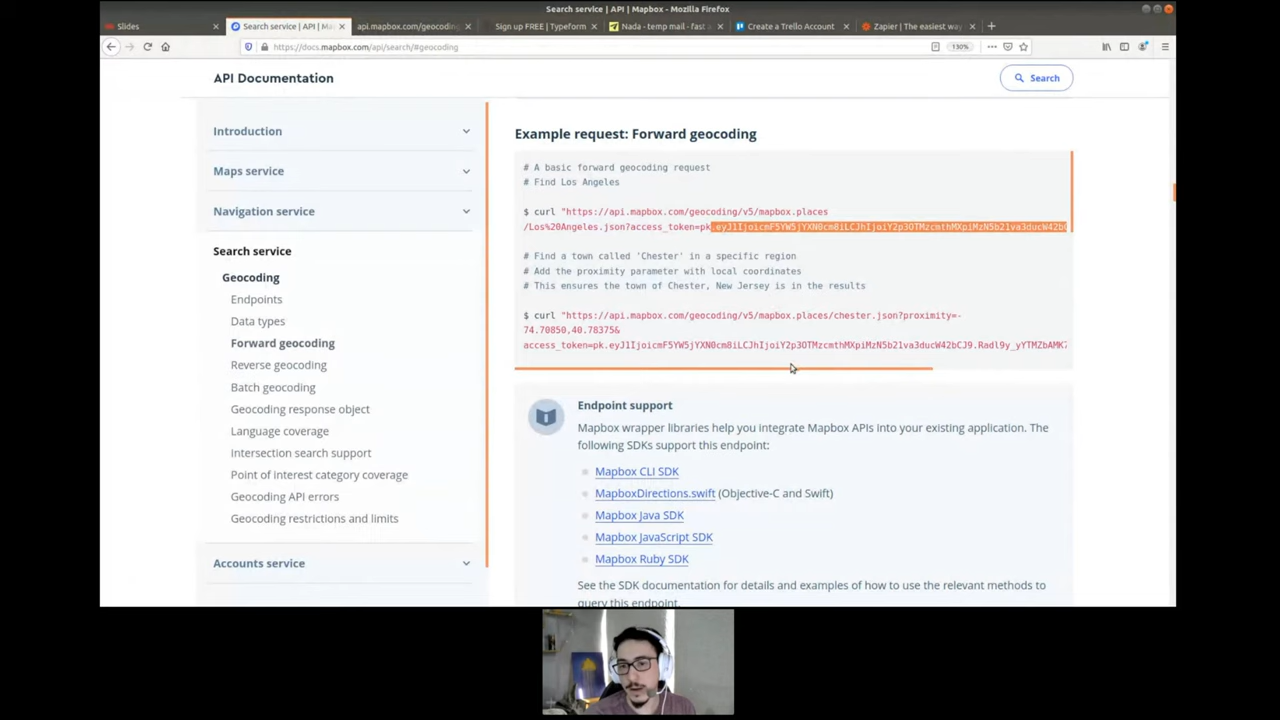 Search service | API | Mapbox - Mozilla Firefox
Slides
Search service | API | Ma
api.mapbox.com/geocoding
Sign up FREE | Typeform
Nada - temp mail - fast
Create a Trello Account
Zapier | The easiest way
https://docs.mapbox.com/api/search/#geocoding
130%
API Documentation
Search
Introduction
Maps service
Navigation service
Search service
Geocoding
Endpoints
Data types
Forward geocoding
Reverse geocoding
Batch geocoding
Geocoding response object
Language coverage
Intersection search support
Point of interest category coverage
Geocoding API errors
Geocoding restrictions and limits
Accounts service
Example request: Forward geocoding
# A basic forward geocoding request
# Find Los Angeles
$ curl "https://api.mapbox.com/geocoding/v5/mapbox.places
/Los%20Angeles.json?access_token=pk
# Find a town called 'Chester' in a specific region
# Add the proximity parameter with local coordinates
# This ensures the town of Chester, New Jersey is in the results
$ curl "https://api.mapbox.com/geocoding/v5/mapbox.places/chester.json?proximity=-
74.70850,40.78375&
access_token=pk
Endpoint support
Mapbox wrapper libraries help you integrate Mapbox APIs into your existing application. The
following SDKs support this endpoint:
Mapbox CLI SDK
MapboxDirections.swift (Objective-C and Swift)
Mapbox Java SDK
Mapbox JavaScript SDK
Mapbox Ruby SDK
See the SDK documentation for details and examples of how to use the relevant methods to
query this endpoint.